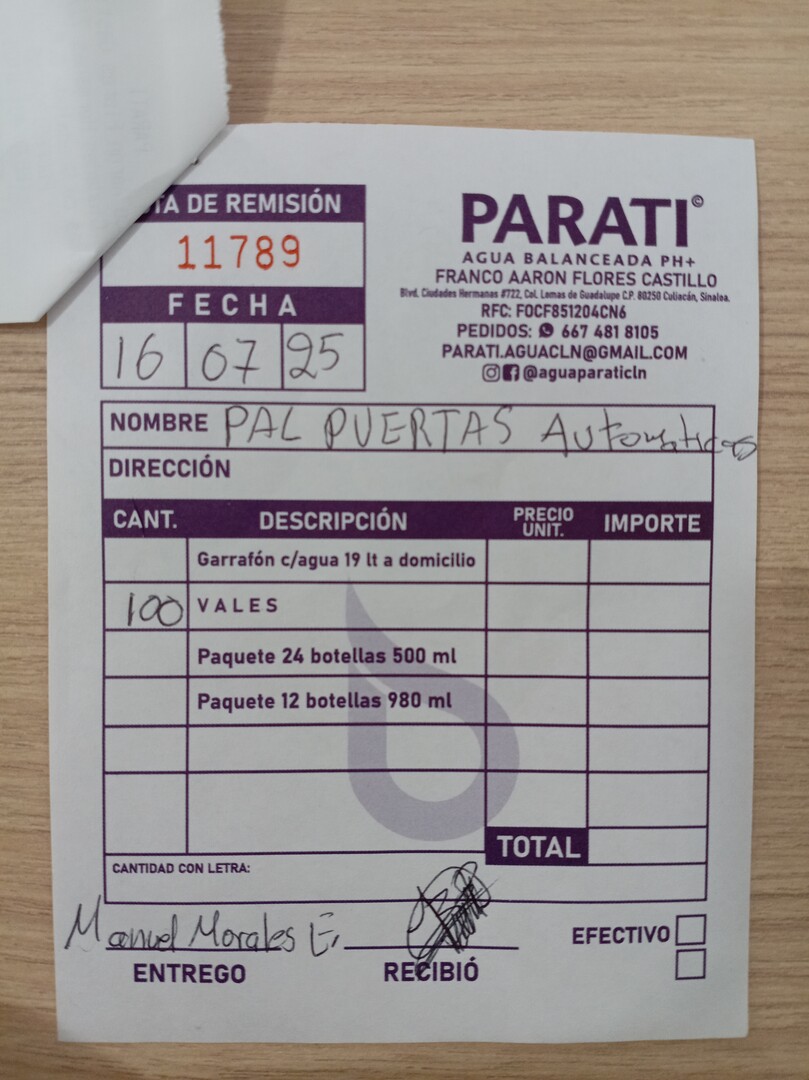 TA DE REMISIÓN
11789
FECHA
16 07 25
PARATI©
AGUA BALANCEADA PH+
FRANCO AARON FLORES CASTILLO
Blvd. Ciudades Hermanas #722, Col. Lomas de Guadalupe C.P. 80250 Culiacán, Sinaloa.
RFC: FOCF851204CN6
PEDIDOS: 667 481 8105
PARATI.AGUACLN@GMAIL.COM
@aguaparaticln
NOMBRE PAL PUERTAS Automáticas
DIRECCIÓN
CANT. DESCRIPCIÓN PRECIO UNIT. IMPORTE
Garrafón c/agua 19 lt a domicilio
100 VALES
Paquete 24 botellas 500 ml
Paquete 12 botellas 980 ml
TOTAL
CANTIDAD CON LETRA:
Manuel Morales E.
ENTREGO RECIBIÓ EFECTIVO